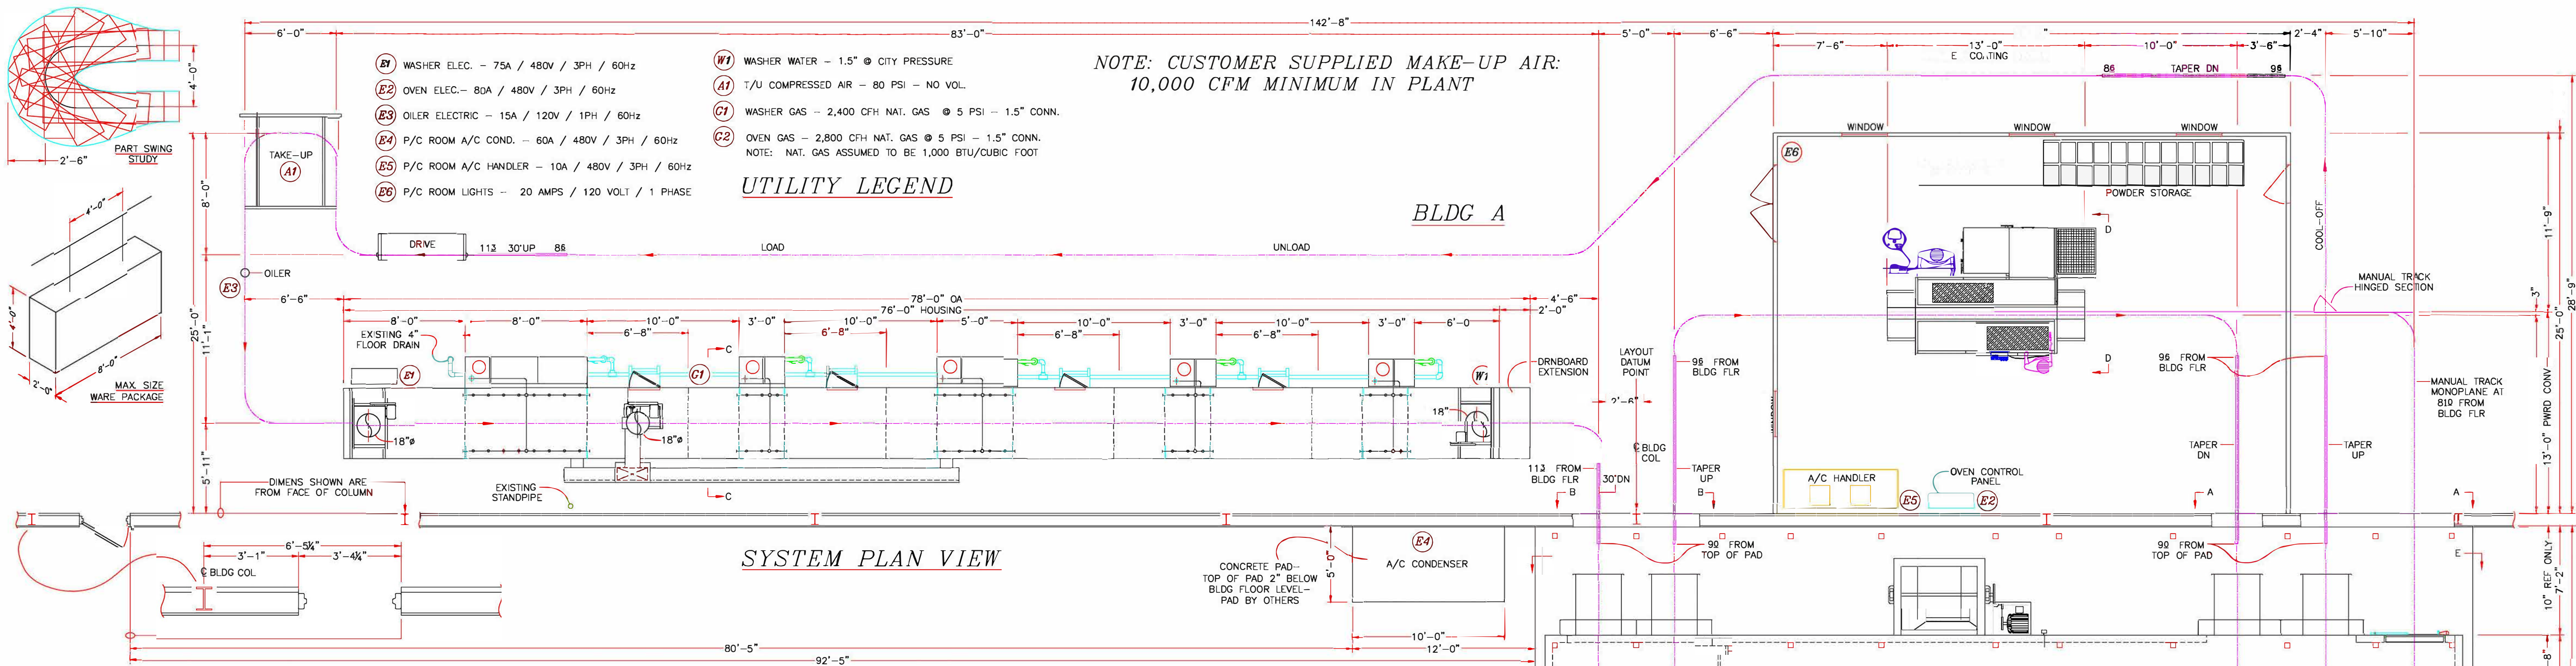 142'-8"
6'-0"
83'-0"
5'-0"
6'-6"
"
2'-4"
5'-10"
7'-6"
13'-0"
10'-0"
3'-6"
4'-0"
2'-6"
PART SWING
STUDY
E1 WASHER ELEC. - 75A / 480V / 3PH / 60Hz
E2 OVEN ELEC.- 80A / 480V / 3PH / 60Hz
E3 OILER ELECTRIC - 15A / 120V / 1PH / 60Hz
E4 P/C ROOM A/C COND. - 60A / 480V / 3PH / 60Hz
E5 P/C ROOM A/C HANDLER - 10A / 480V / 3PH / 60Hz
E6 P/C ROOM LIGHTS - 20 AMPS / 120 VOLT / 1 PHASE
W1 WASHER WATER - 1.5" @ CITY PRESSURE
A1 T/U COMPRESSED AIR - 80 PSI - NO VOL.
G1 WASHER GAS - 2,400 CFH NAT. GAS @ 5 PSI - 1.5" CONN.
G2 OVEN GAS - 2,800 CFH NAT. GAS @ 5 PSI - 1.5" CONN.
NOTE: NAT. GAS ASSUMED TO BE 1,000 BTU/CUBIC FOOT
UTILITY LEGEND
NOTE: CUSTOMER SUPPLIED MAKE-UP AIR:
10,000 CFM MINIMUM IN PLANT
BLDG A
86
TAPER DN
96
TAKE-UP
A1
8'-0"
DRIVE
113 30°UP 86
LOAD
UNLOAD
WINDOW
WINDOW
WINDOW
E6
POWDER STORAGE
D
D
COOL-OFF
MANUAL TRACK
HINGED SECTION
11'-9"
3"
25'-0"
28'-9"
4'-0"
4'-0"
2'-0"
8'-0"
MAX. SIZE
WARE PACKAGE
OILER
E3
25'-0"
11'-1"
5'-11"
6'-6"
78'-0" OA
4'-6"
76'-0" HOUSING
2'-0"
8'-0"
8'-0"
10'-0"
3'-0"
10'-0"
5'-0"
10'-0"
3'-0"
10'-0"
3'-0"
6'-0
6'-8"
6'-8"
6'-8"
6'-8"
EXISTING 4"
FLOOR DRAIN
E1
C
G1
W1
DRNBOARD
EXTENSION
LAYOUT
DATUM
POINT
2'-6"
96 FROM
BLDG FLR
96 FROM
BLDG FLR
MANUAL TRACK
MONOPLANE AT
810 FROM
BLDG FLR
13'-0" PWRD CONV
18"ø
18"ø
18"
℄ BLDG
COL
113 FROM
BLDG FLR
30°DN
B
TAPER
UP
B
A/C HANDLER
E5
OVEN CONTROL
PANEL
E2
TAPER
DN
TAPER
UP
A
A
DIMENS SHOWN ARE
FROM FACE OF COLUMN
EXISTING
STANDPIPE
C
6'-5¼"
3'-1"
3'-4¼"
℄ BLDG COL
SYSTEM PLAN VIEW
CONCRETE PAD-
TOP OF PAD 2" BELOW
BLDG FLOOR LEVEL-
PAD BY OTHERS
5'-0"
E4
A/C CONDENSER
90 FROM
TOP OF PAD
90 FROM
TOP OF PAD
E
10" REF ONLY
7'-2"
-8"
10'-0"
80'-5"
12'-0"
92'-5"